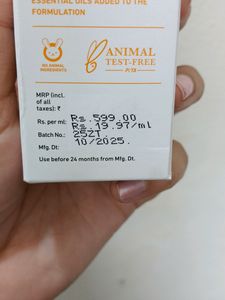 ESSENTIAL OILS ADDED TO THE
FORMULATION
NO ANIMAL
INGREDIENTS
ANIMAL
TEST-FREE
PETA
MRP (incl.
of all
taxes): ₹
Rs.599.00
Rs. per ml: Rs.19.97/ml
Batch No.: 25ZT.
Mfg. Dt: 10/2025.
Use before 24 months from Mfg. Dt.